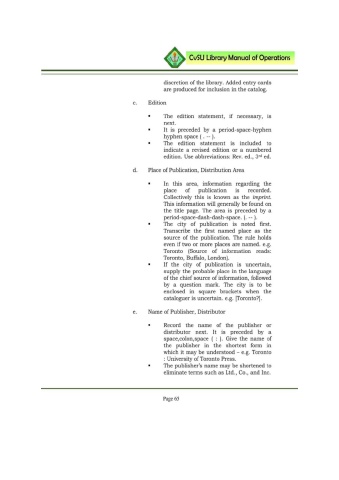 CvSU Library Manual of Operations
discretion of the library. Added entry cards
are produced for inclusion in the catalog.
c. Edition
▪ The edition statement, if necessary, is
next.
▪ It is preceded by a period-space-hyphen
hyphen space ( . -- ).
▪ The edition statement is included to
indicate a revised edition or a numbered
edition. Use abbreviations: Rev. ed., 3rd ed.
d. Place of Publication, Distribution Area
▪ In this area, information regarding the
place of publication is recorded.
Collectively this is known as the imprint.
This information will generally be found on
the title page. The area is preceded by a
period-space-dash-dash-space. (. -- ).
▪ The city of publication is noted first.
Transcribe the first named place as the
source of the publication. The rule holds
even if two or more places are named. e.g.
Toronto (Source of information reads:
Toronto, Buffalo, London).
▪ If the city of publication is uncertain,
supply the probable place in the language
of the chief source of information, followed
by a question mark. The city is to be
enclosed in square brackets when the
cataloguer is uncertain. e.g. [Toronto?].
e. Name of Publisher, Distributor
▪ Record the name of the publisher or
distributor next. It is preceded by a
space,colon,space ( : ). Give the name of
the publisher in the shortest form in
which it may be understood – e.g. Toronto
: University of Toronto Press.
▪ The publisher's name may be shortened to
eliminate terms such as Ltd., Co., and Inc.
Page 63